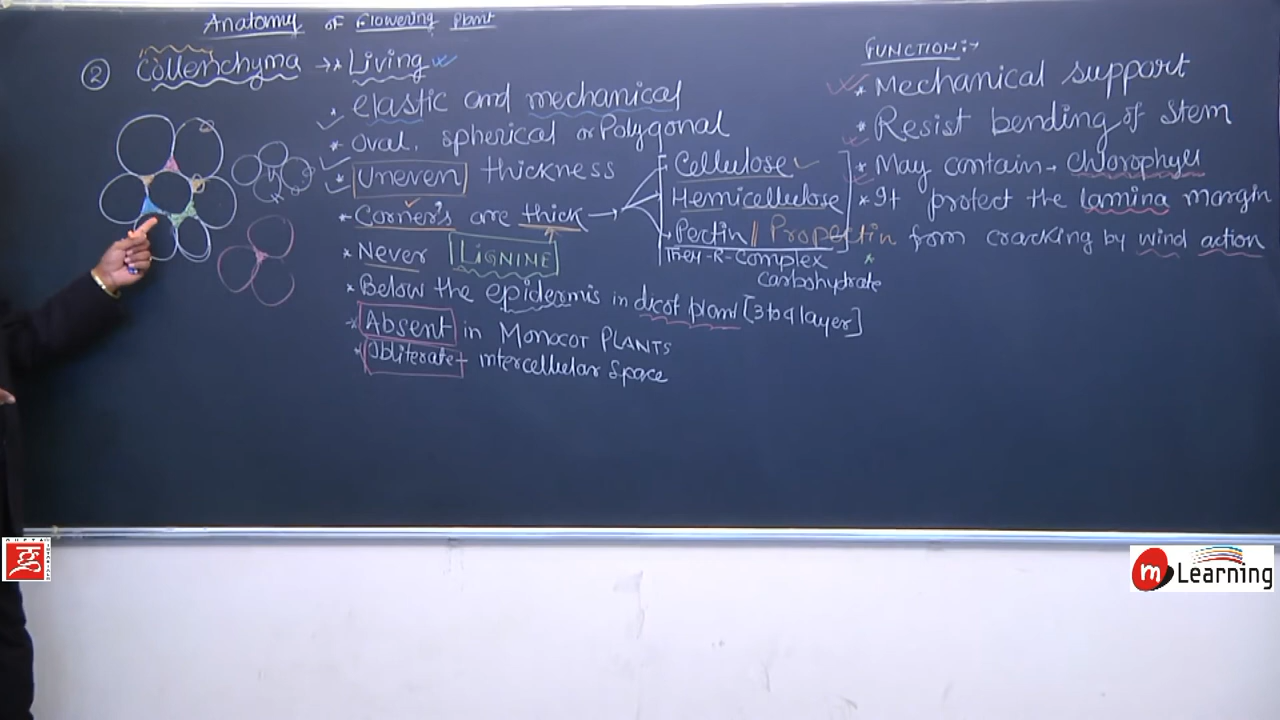 Anatomy of Flowering Plant
② Collenchyma →* Living
* Elastic and mechanical
* Oval, spherical or Polygonal
Uneven thickness
* Corner's are thick →
Cellulose
Hemicellulose
Pectin || Propectin
They-R-Complex
Carbohydrate
* Never LIGNINE
* Below the epidermis in dicot plant [3 to 4 layer]
* Absent in MONOCOT PLANTS
* Obliterate - intercellular space
FUNCTION:-
* Mechanical support
* Resist bending of stem
* May contain → chlorophyll
* It protect the lamina margin
from cracking by wind action
GUPTA
m Learning